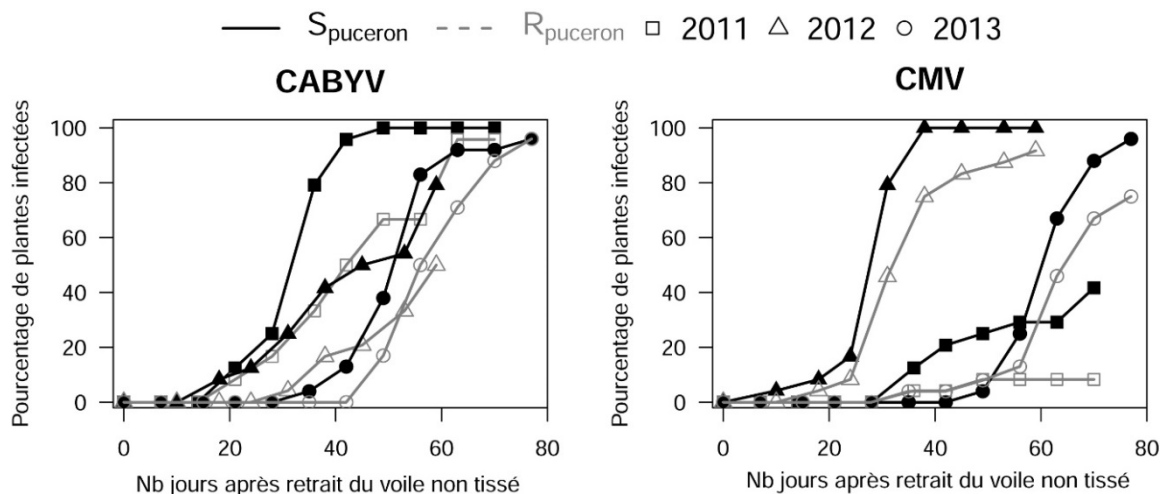 S puceron R puceron 2011 2012 2013
CABYV CMV
Pourcentage de plantes infectées
100
80
60
40
20
0
0 20 40 60 80
Nb jours après retrait du voile non tissé
Pourcentage de plantes infectées
100
80
60
40
20
0
0 20 40 60 80
Nb jours après retrait du voile non tissé